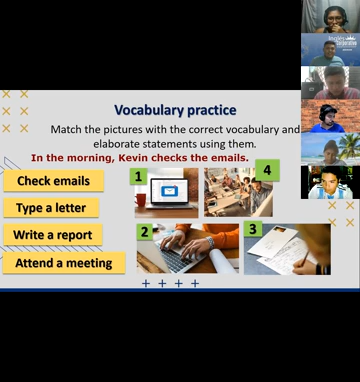 Vocabulary practice
Match the pictures with the correct vocabulary and
elaborate statements using them.
In the morning, Kevin checks the emails.
Check emails
Type a letter
Write a report
Attend a meeting
1
4
2
3